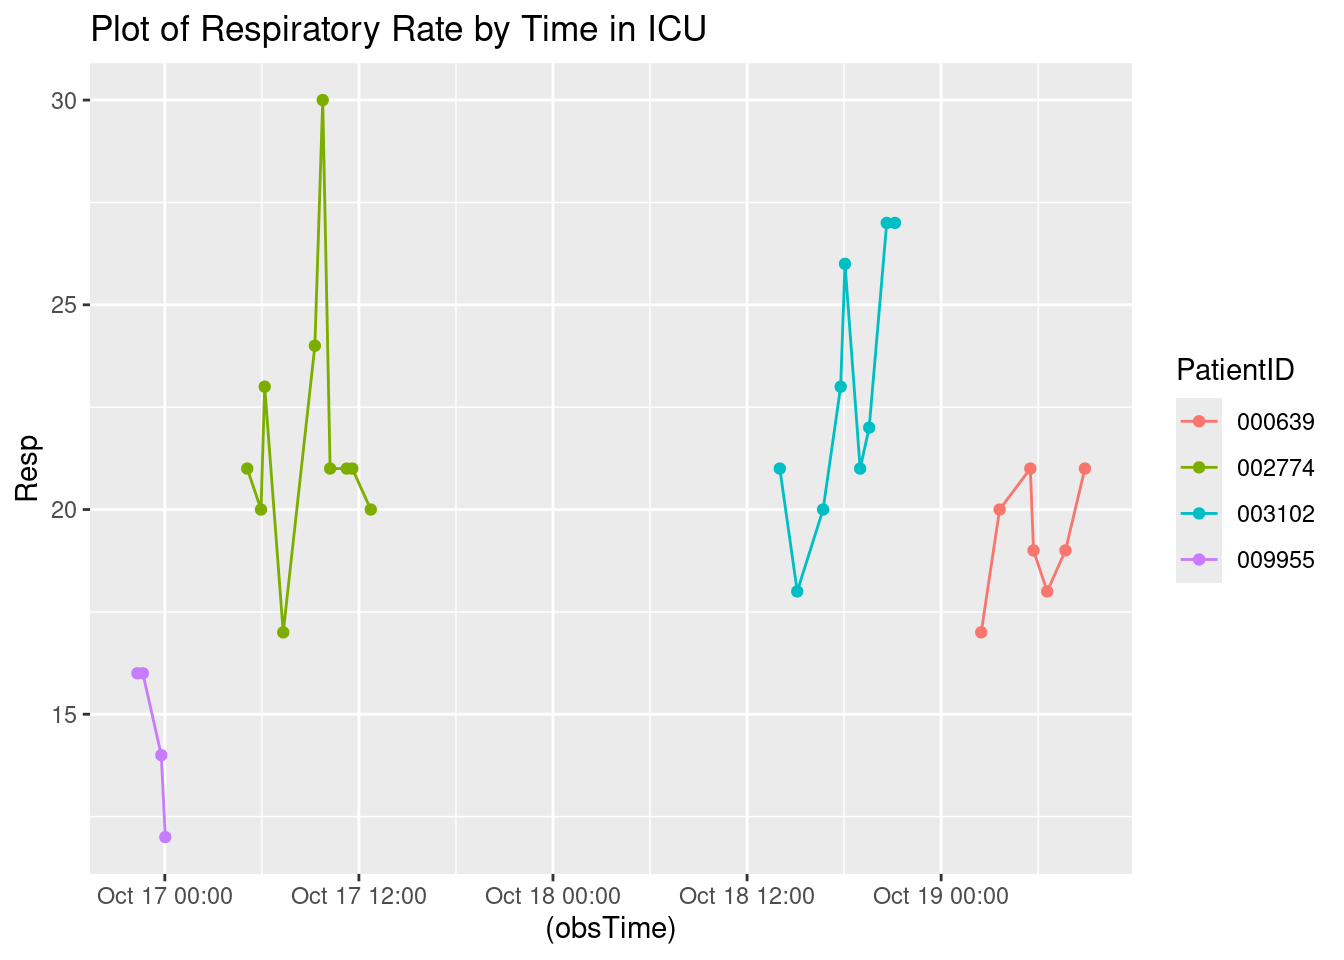 Plot of Respiratory Rate by Time in ICU
30
25
20
15
Resp
Oct 17 00:00
Oct 17 12:00
Oct 18 00:00
Oct 18 12:00
Oct 19 00:00
(obsTime)
PatientID
000639
002774
003102
009955